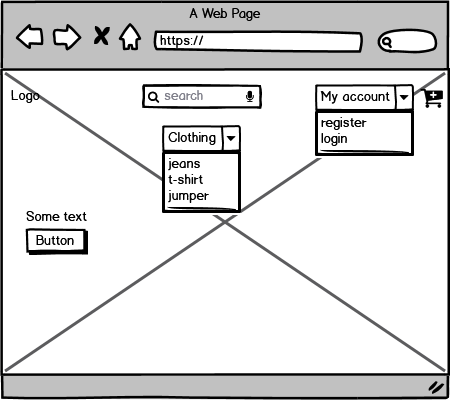 A Web Page
https://
Logo
search
My account
register
login
Clothing
jeans
t-shirt
jumper
Some text
Button